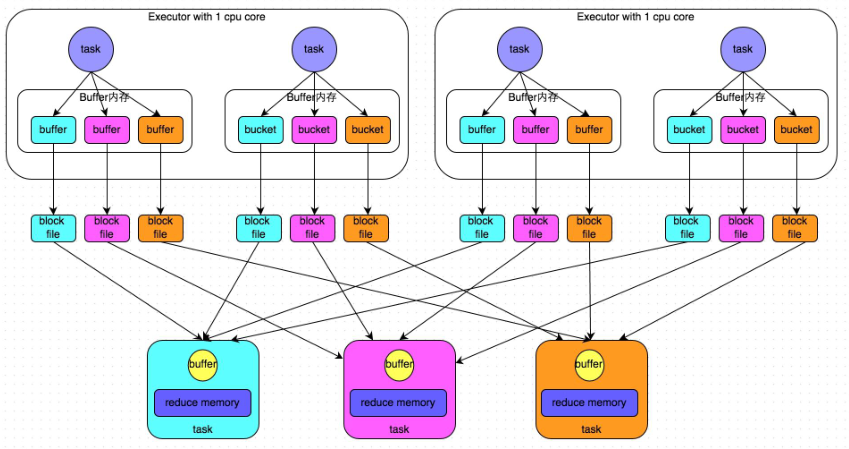 Executor with 1 cpu core
Executor with 1 cpu core
task
task
task
task
Buffer内存
Buffer内存
Buffer内存
Buffer内存
buffer
buffer
buffer
bucket
bucket
bucket
buffer
buffer
buffer
bucket
bucket
bucket
block
file
block
file
block
file
block
file
block
file
block
file
block
file
block
file
block
file
block
file
block
file
block
file
buffer
reduce memory
task
buffer
reduce memory
task
buffer
reduce memory
task